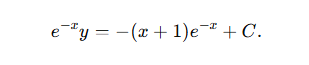 e^{-x}y = -(x + 1)e^{-x} + C.